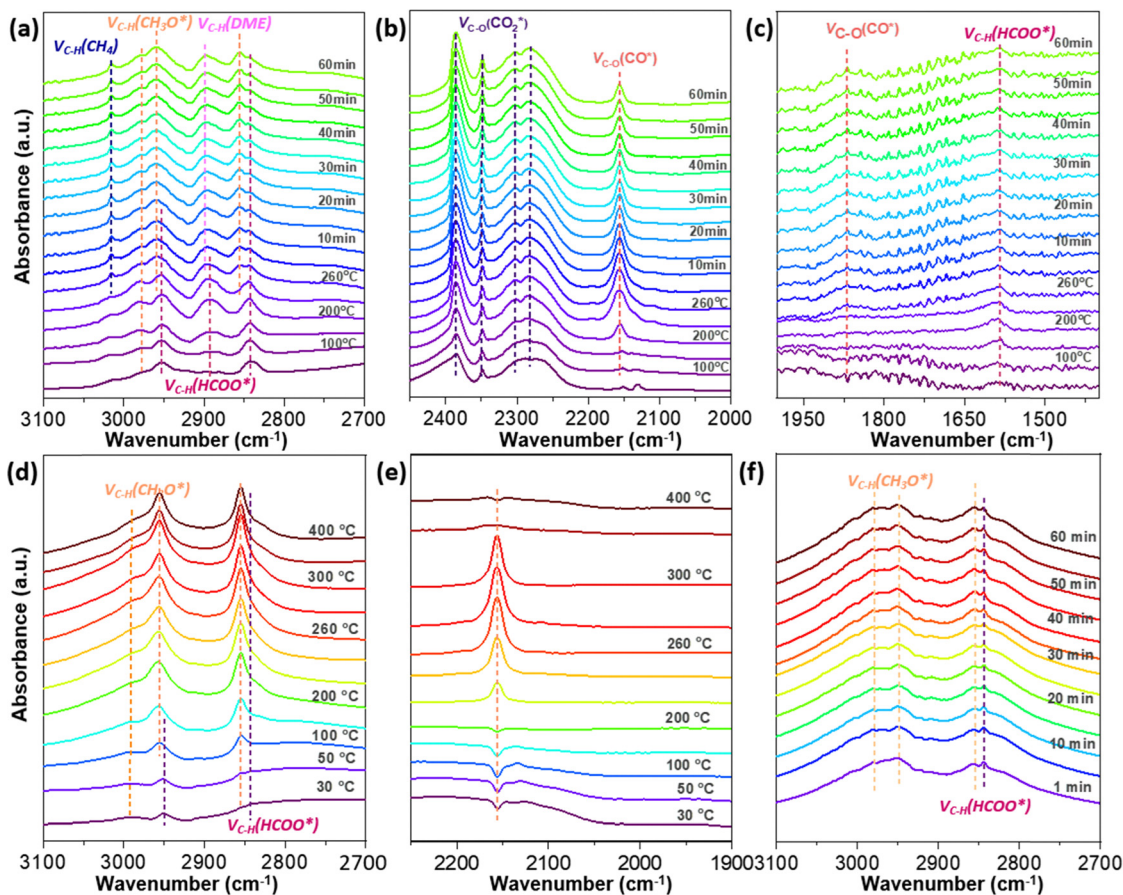 (a)
V_C-H(CH_4)
V_C-H(CH_3O*)
V_C-H(DME)
60min
50min
40min
30min
20min
10min
260°C
200°C
100°C
V_C-H(HCOO*)
3100 3000 2900 2800 2700
Wavenumber (cm⁻¹)
Absorbance (a.u.)
(b)
V_C-O(CO_2*)
V_C-O(CO*)
60min
50min
40min
30min
20min
10min
260°C
200°C
100°C
2400 2300 2200 2100 2000
Wavenumber (cm⁻¹)
(c)
V_C-O(CO*)
V_C-H(HCOO*)
60min
50min
40min
30min
20min
10min
260°C
200°C
100°C
1950 1800 1650 1500
Wavenumber (cm⁻¹)
(d)
V_C-H(CH_3O*)
400 °C
300 °C
260 °C
200 °C
100 °C
50 °C
30 °C
V_C-H(HCOO*)
3100 3000 2900 2800 2700
Wavenumber (cm⁻¹)
Absorbance (a.u.)
(e)
400 °C
300 °C
260 °C
200 °C
100 °C
50 °C
30 °C
2200 2100 2000 1900
Wavenumber (cm⁻¹)
(f)
V_C-H(CH_3O*)
60 min
50 min
40 min
30 min
20 min
10 min
1 min
V_C-H(HCOO*)
3100 3000 2900 2800 2700
Wavenumber (cm⁻¹)